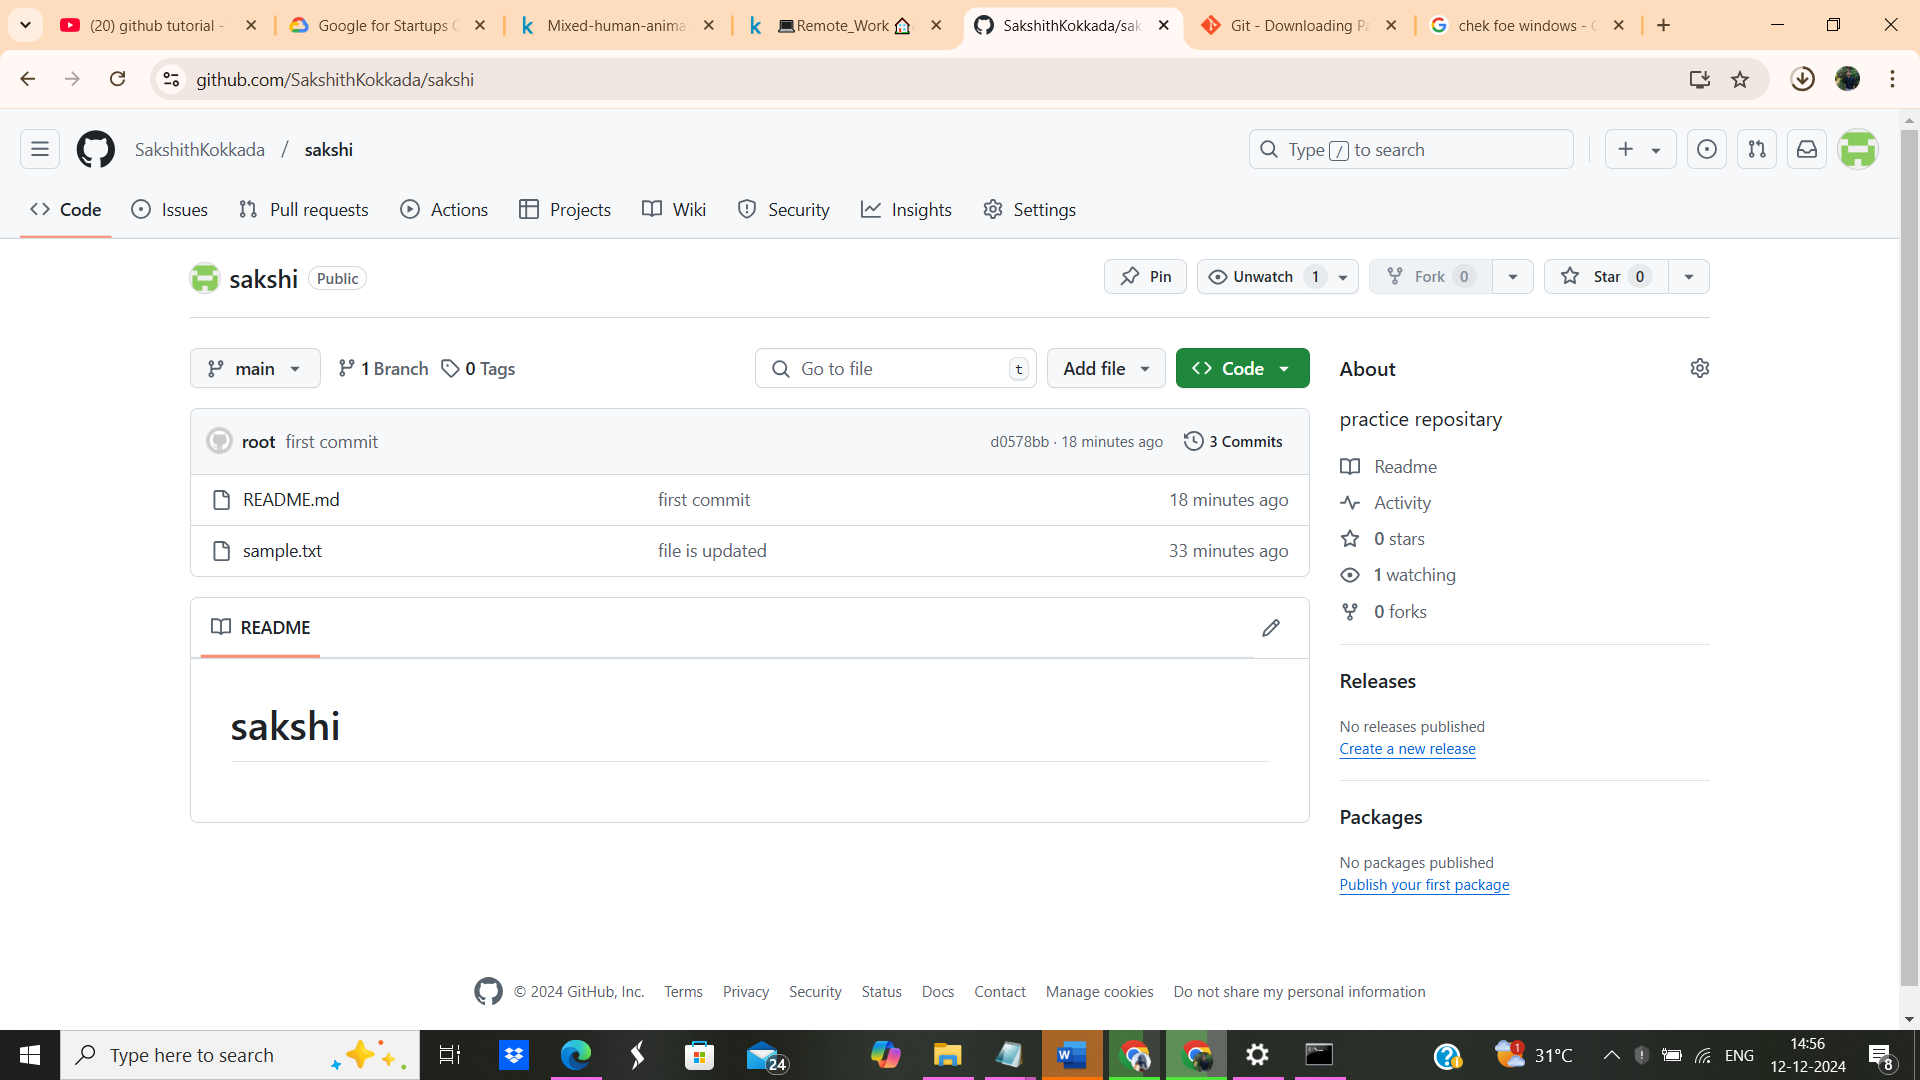 (20) github tutorial -
Google for Startups
Mixed-human-anima
Remote_Work
SakshithKokkada/sak
Git - Downloading Pa
chek foe windows -
github.com/SakshithKokkada/sakshi
SakshithKokkada / sakshi
Type / to search
Code
Issues
Pull requests
Actions
Projects
Wiki
Security
Insights
Settings
sakshi Public
Pin
Unwatch 1
Fork 0
Star 0
main
1 Branch
0 Tags
Go to file t
Add file
Code
root first commit d0578bb · 18 minutes ago 3 Commits
README.md first commit 18 minutes ago
sample.txt file is updated 33 minutes ago
README
sakshi
About
practice repositary
Readme
Activity
0 stars
1 watching
0 forks
Releases
No releases published
Create a new release
Packages
No packages published
Publish your first package
© 2024 GitHub, Inc. Terms Privacy Security Status Docs Contact Manage cookies Do not share my personal information
Type here to search
24
1
31°C
ENG
14:56
12-12-2024
8